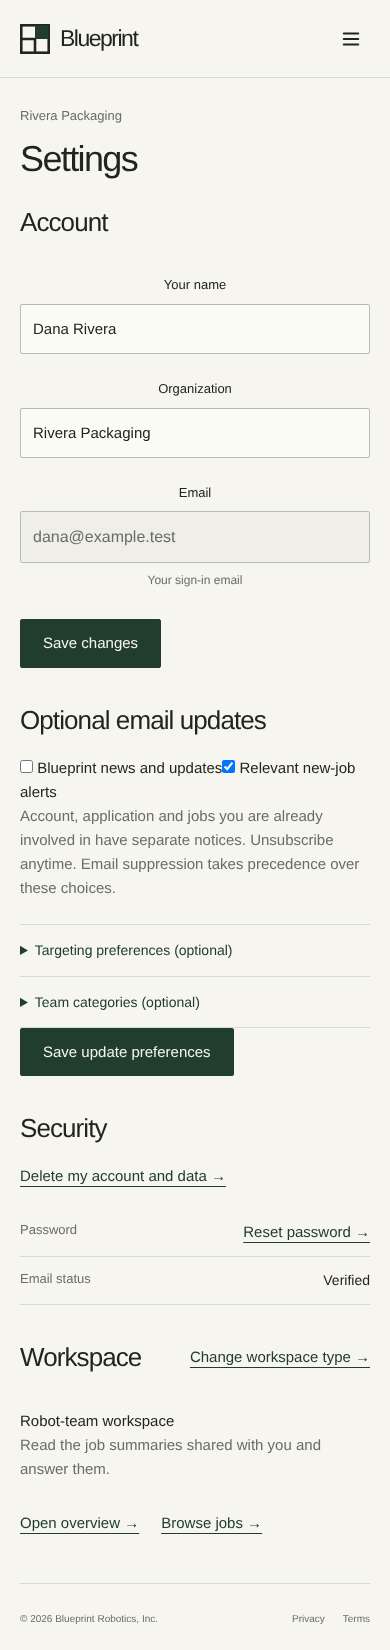 Blueprint
Rivera Packaging
Settings
Account
Your name
Dana Rivera
Organization
Rivera Packaging
Email
dana@example.test
Your sign-in email
Save changes
Optional email updates
Blueprint news and updates Relevant new-job
alerts
Account, application and jobs you are already
involved in have separate notices. Unsubscribe
anytime. Email suppression takes precedence over
these choices.
Targeting preferences (optional)
Team categories (optional)
Save update preferences
Security
Delete my account and data →
Password Reset password →
Email status Verified
Workspace Change workspace type →
Robot-team workspace
Read the job summaries shared with you and
answer them.
Open overview → Browse jobs →
© 2026 Blueprint Robotics, Inc. Privacy Terms